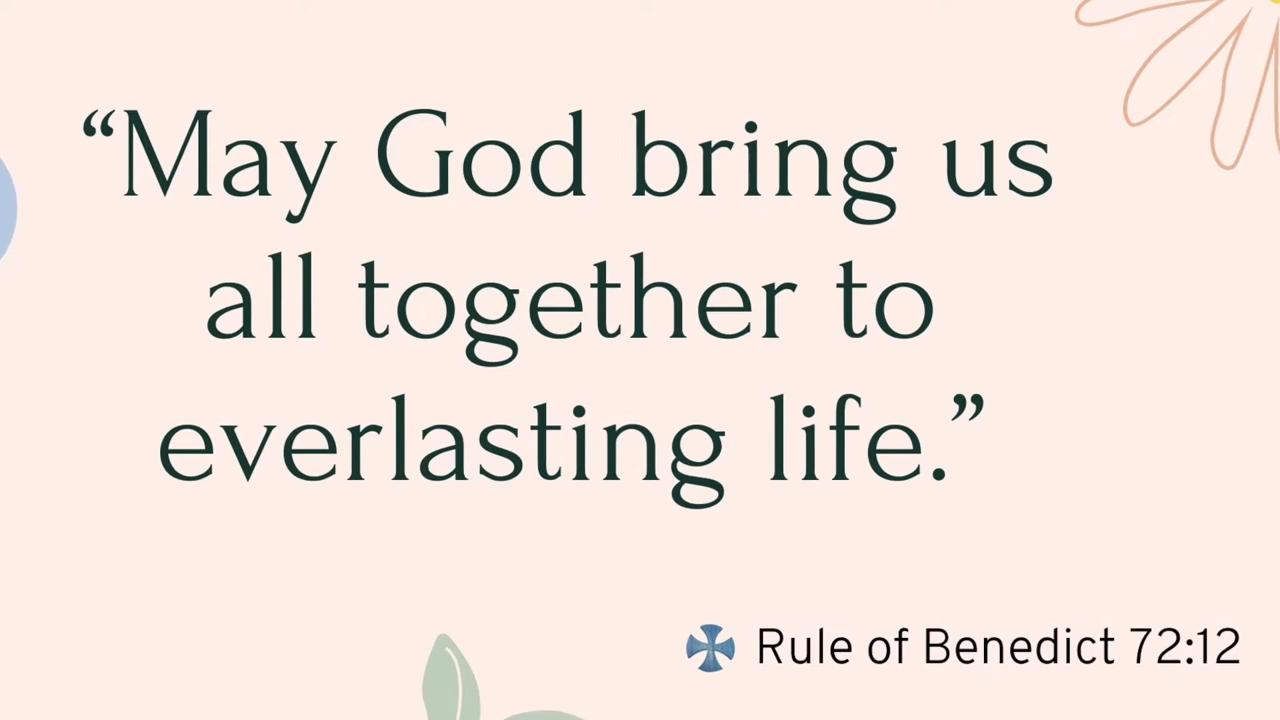 “May God bring us
all together to
everlasting life.”
Rule of Benedict 72:12